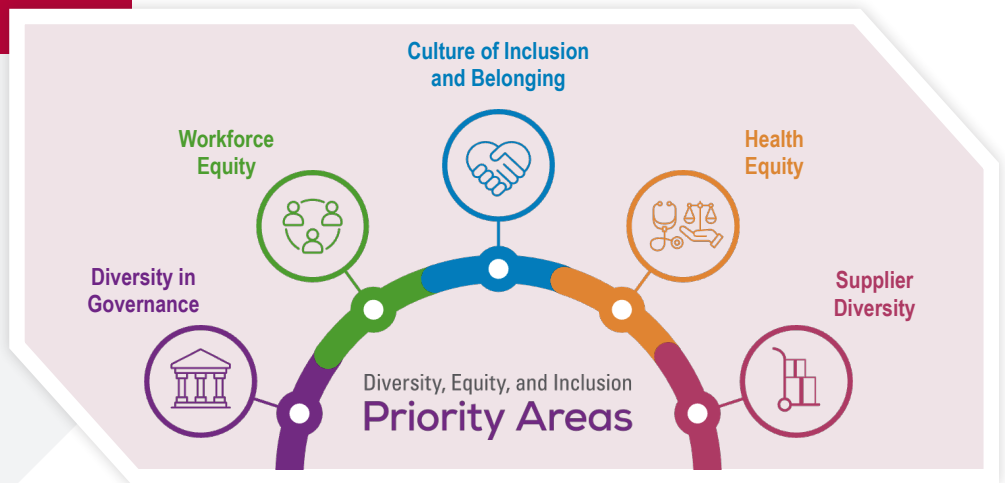 Culture of Inclusion
and Belonging
Workforce
Equity
Health
Equity
Diversity in
Governance
Supplier
Diversity
Diversity, Equity, and Inclusion
Priority Areas